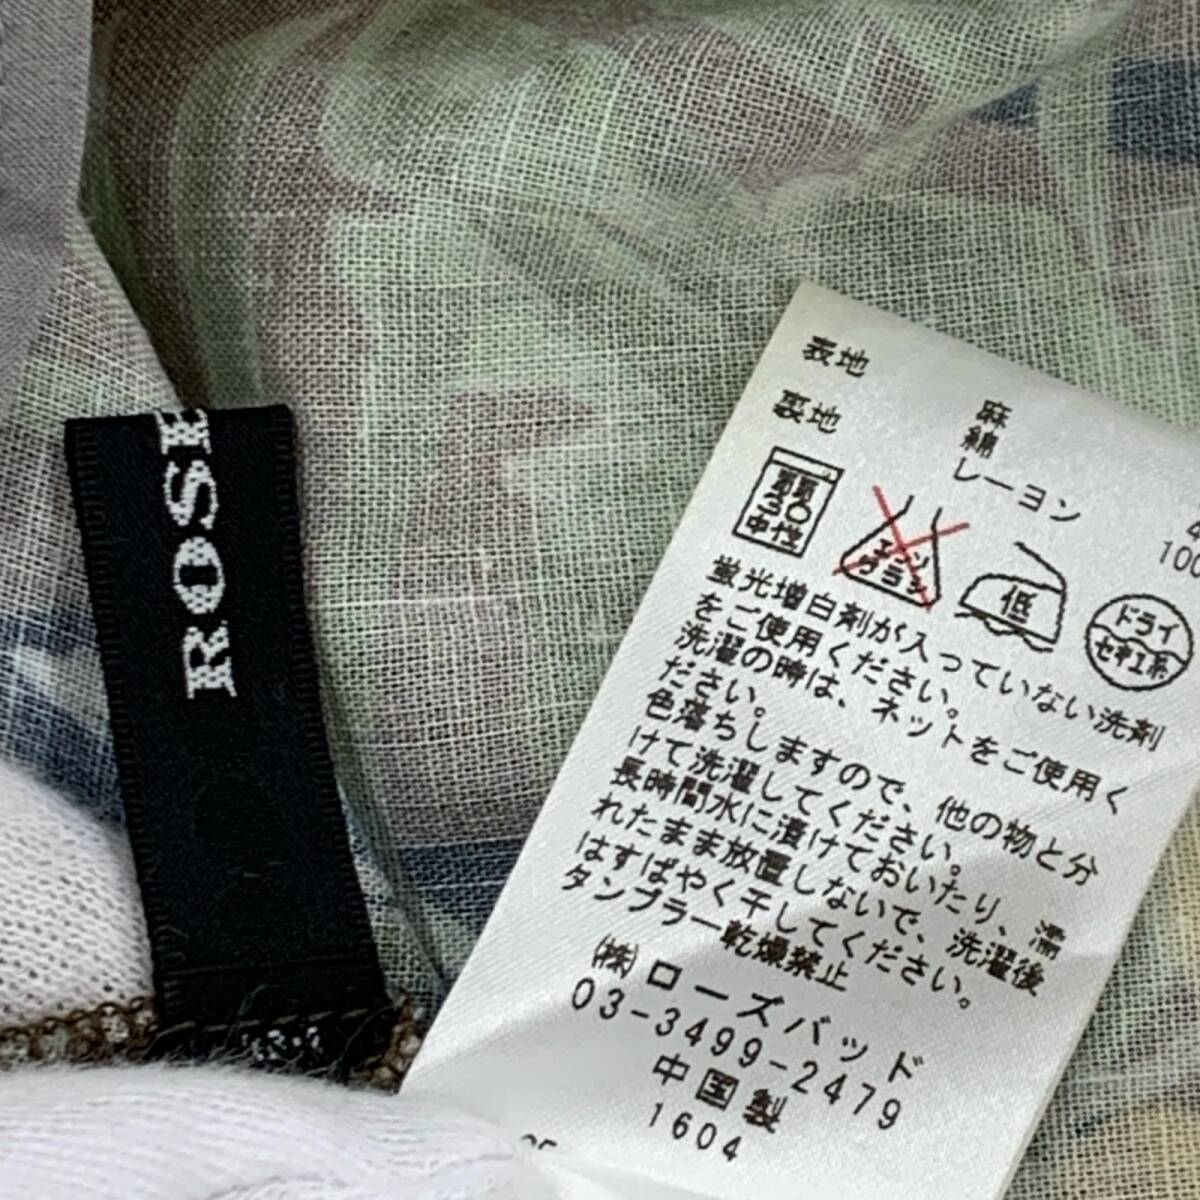 ROSE
表地
麻
綿
裏地
レーヨン
100
弱
30
中性
エンソ
サラシ
低
ドライ
セキユ系
蛍光増白剤が入っていない洗剤
をご使用ください。
洗濯の時は、ネットをご使用く
ださい。
色落ちしますので、他の物と分
けて洗濯してください。
長時間水に漬けておいたり、濡
れたまま放置しないで、洗濯後
はすばやく干してください。
タンブラー乾燥禁止
㈱ローズバッド
03-3499-2479
中国製
1604